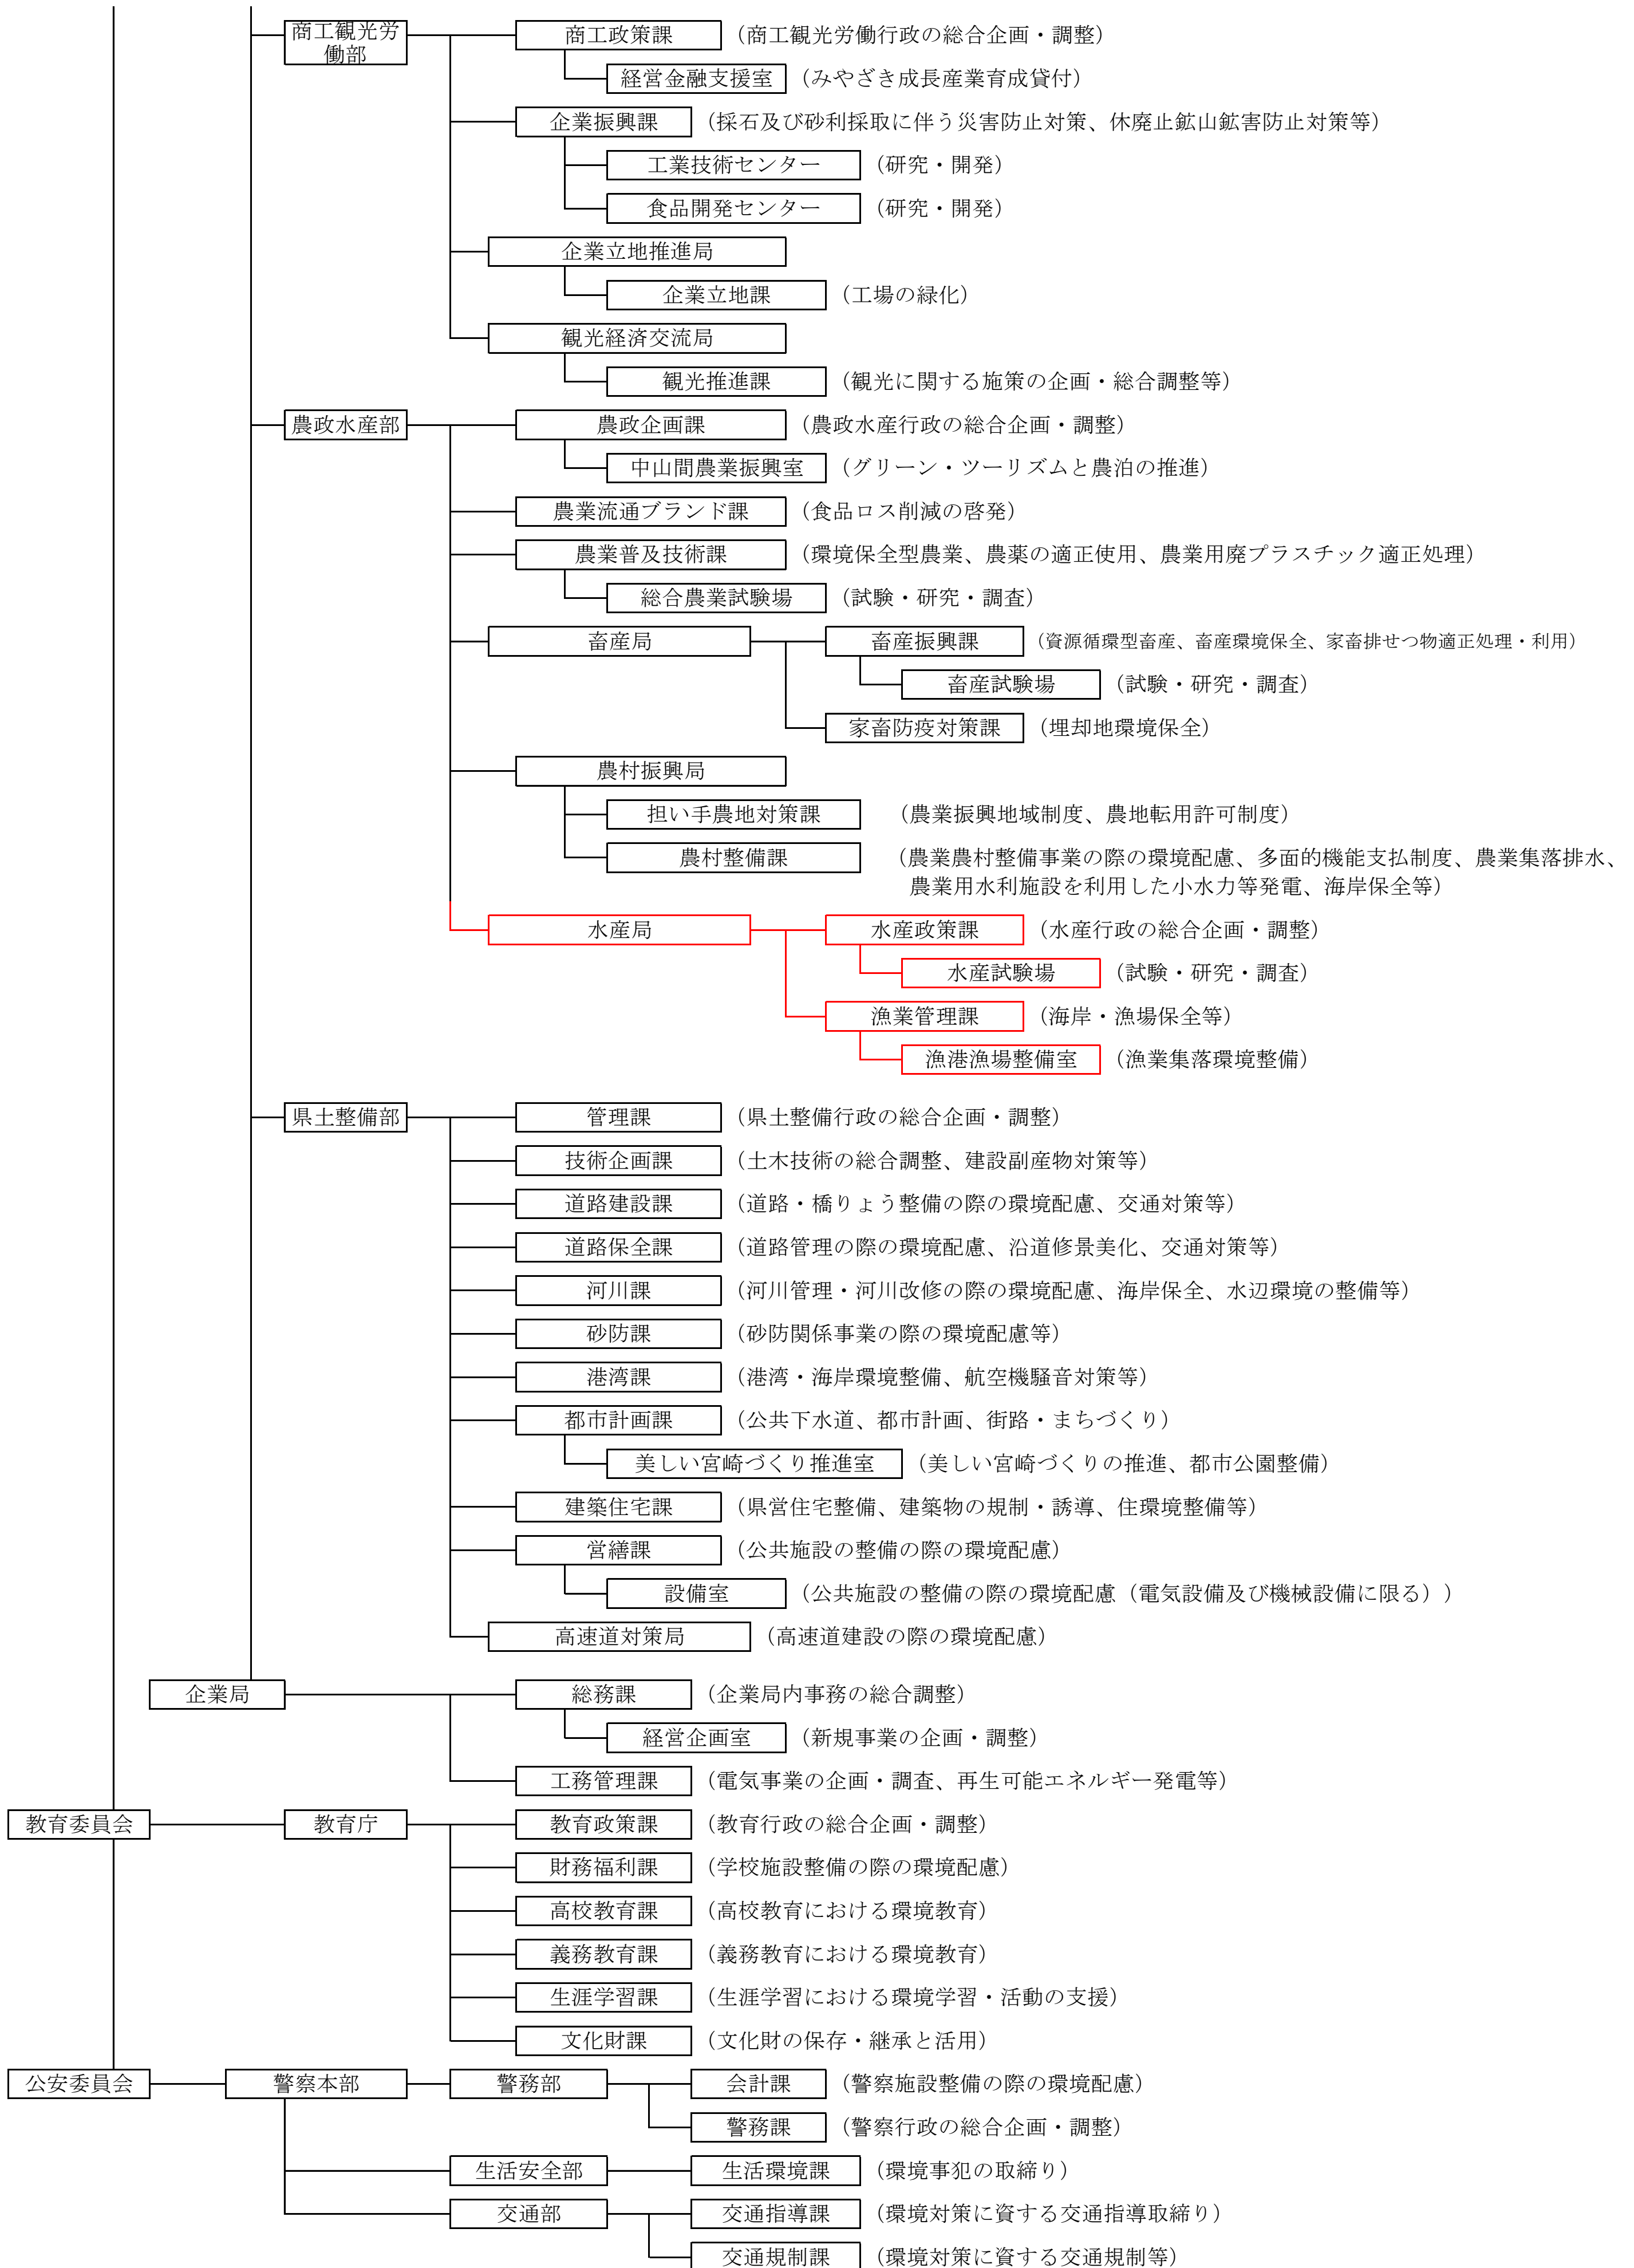 商工観光労
働部
商工政策課 （商工観光労働行政の総合企画・調整）
経営金融支援室 （みやざき成長産業育成貸付）
企業振興課 （採石及び砂利採取に伴う災害防止対策、休廃止鉱山鉱害防止対策等）
工業技術センター （研究・開発）
食品開発センター （研究・開発）
企業立地推進局
企業立地課 （工場の緑化）
観光経済交流局
観光推進課 （観光に関する施策の企画・総合調整等）
農政水産部 農政企画課 （農政水産行政の総合企画・調整）
中山間農業振興室 （グリーン・ツーリズムと農泊の推進）
農業流通ブランド課 （食品ロス削減の啓発）
農業普及技術課 （環境保全型農業、農薬の適正使用、農業用廃プラスチック適正処理）
総合農業試験場 （試験・研究・調査）
畜産局 畜産振興課 （資源循環型畜産、畜産環境保全、家畜排せつ物適正処理・利用）
畜産試験場 （試験・研究・調査）
家畜防疫対策課 （埋却地環境保全）
農村振興局
担い手農地対策課 （農業振興地域制度、農地転用許可制度）
農村整備課 （農業農村整備事業の際の環境配慮、多面的機能支払制度、農業集落排水、
農業用水利施設を利用した小水力等発電、海岸保全等）
水産局 水産政策課 （水産行政の総合企画・調整）
水産試験場 （試験・研究・調査）
漁業管理課 （海岸・漁場保全等）
漁港漁場整備室 （漁業集落環境整備）
県土整備部 管理課 （県土整備行政の総合企画・調整）
技術企画課 （土木技術の総合調整、建設副産物対策等）
道路建設課 （道路・橋りょう整備の際の環境配慮、交通対策等）
道路保全課 （道路管理の際の環境配慮、沿道修景美化、交通対策等）
河川課 （河川管理・河川改修の際の環境配慮、海岸保全、水辺環境の整備等）
砂防課 （砂防関係事業の際の環境配慮等）
港湾課 （港湾・海岸環境整備、航空機騒音対策等）
都市計画課 （公共下水道、都市計画、街路・まちづくり）
美しい宮崎づくり推進室 （美しい宮崎づくりの推進、都市公園整備）
建築住宅課 （県営住宅整備、建築物の規制・誘導、住環境整備等）
営繕課 （公共施設の整備の際の環境配慮）
設備室 （公共施設の整備の際の環境配慮（電気設備及び機械設備に限る））
高速道対策局 （高速道建設の際の環境配慮）
企業局 総務課 （企業局内事務の総合調整）
経営企画室 （新規事業の企画・調整）
工務管理課 （電気事業の企画・調査、再生可能エネルギー発電等）
教育委員会 教育庁 教育政策課 （教育行政の総合企画・調整）
財務福利課 （学校施設整備の際の環境配慮）
高校教育課 （高校教育における環境教育）
義務教育課 （義務教育における環境教育）
生涯学習課 （生涯学習における環境学習・活動の支援）
文化財課 （文化財の保存・継承と活用）
公安委員会 警察本部 警務部 会計課 （警察施設整備の際の環境配慮）
警務課 （警察行政の総合企画・調整）
生活安全部 生活環境課 （環境事犯の取締り）
交通部 交通指導課 （環境対策に資する交通指導取締り）
交通規制課 （環境対策に資する交通規制等）